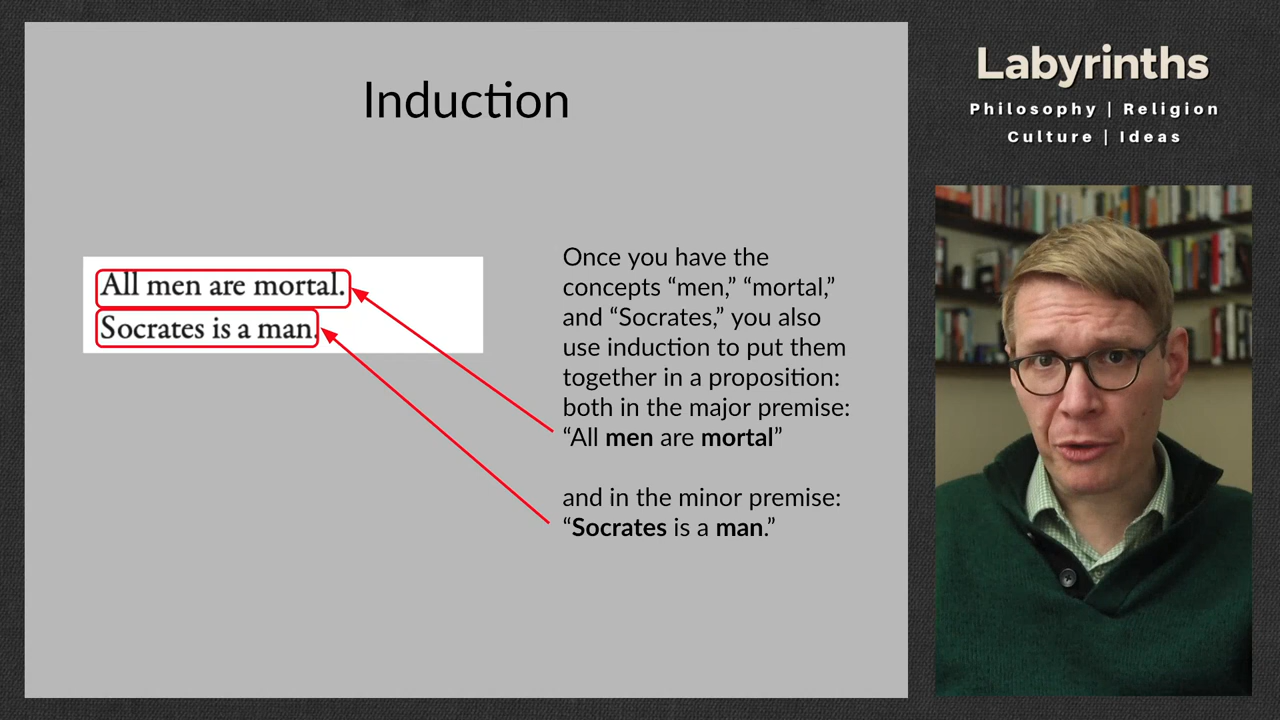 Induction
All men are mortal.
Socrates is a man.
Once you have the
concepts “men,” “mortal,”
and “Socrates,” you also
use induction to put them
together in a proposition:
both in the major premise:
“All men are mortal”
and in the minor premise:
“Socrates is a man.”
Labyrinths
Philosophy | Religion
Culture | Ideas